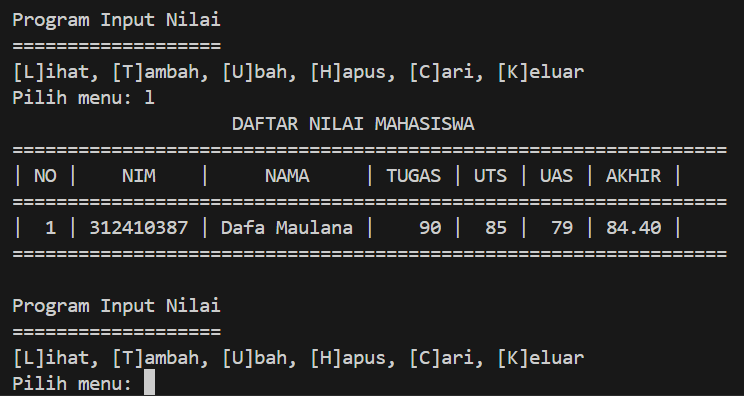 Program Input Nilai
===================
[L]ihat, [T]ambah, [U]bah, [H]apus, [C]ari, [K]eluar
Pilih menu: l
                    DAFTAR NILAI MAHASISWA
=================================================================
| NO |    NIM    |     NAMA     | TUGAS | UTS | UAS | AKHIR |
=================================================================
|  1 | 312410387 | Dafa Maulana |    90 |  85 |  79 | 84.40 |
=================================================================

Program Input Nilai
===================
[L]ihat, [T]ambah, [U]bah, [H]apus, [C]ari, [K]eluar
Pilih menu: